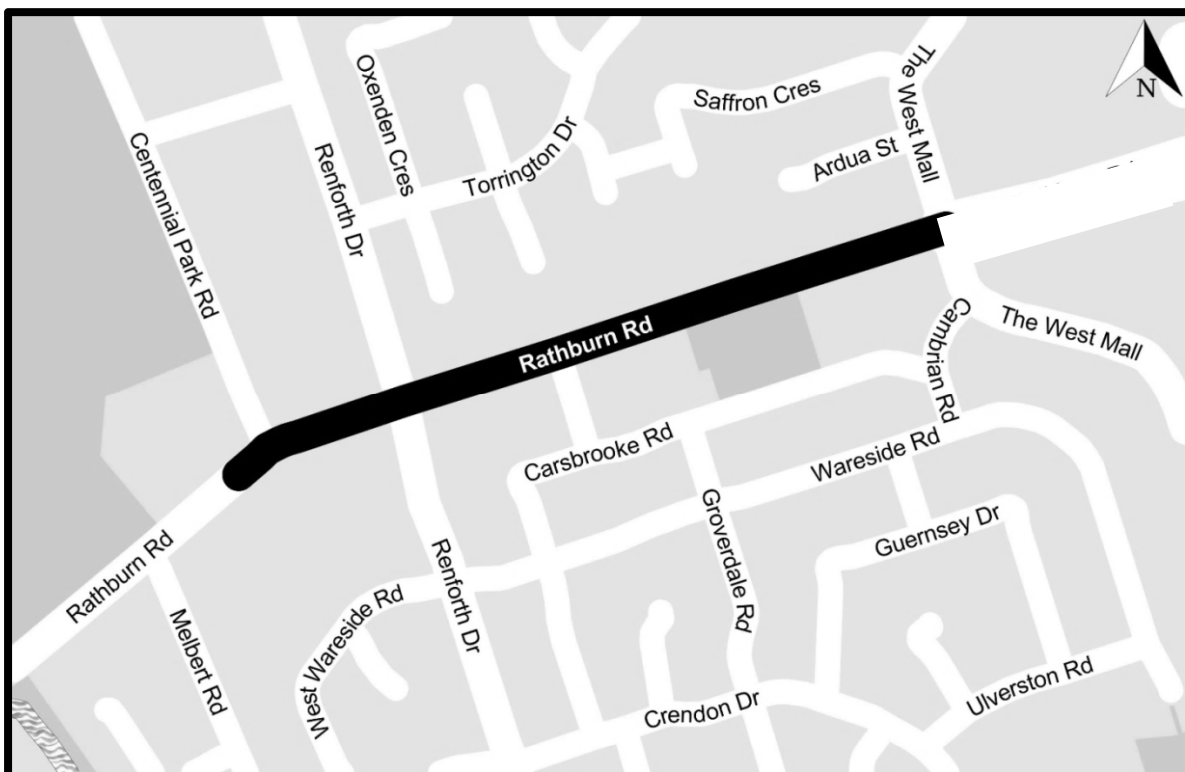 Oxenden Cres
The West Mall
Saffron Cres
N
Centennial Park Rd
Renforth Dr
Torrington Dr
Ardua St
Rathburn Rd
Cambrian Rd
The West Mall
Carsbrooke Rd
Wareside Rd
Groverdale Rd
Guernsey Dr
Rathburn Rd
Renforth Dr
West Wareside Rd
Melbert Rd
Crendon Dr
Ulverston Rd